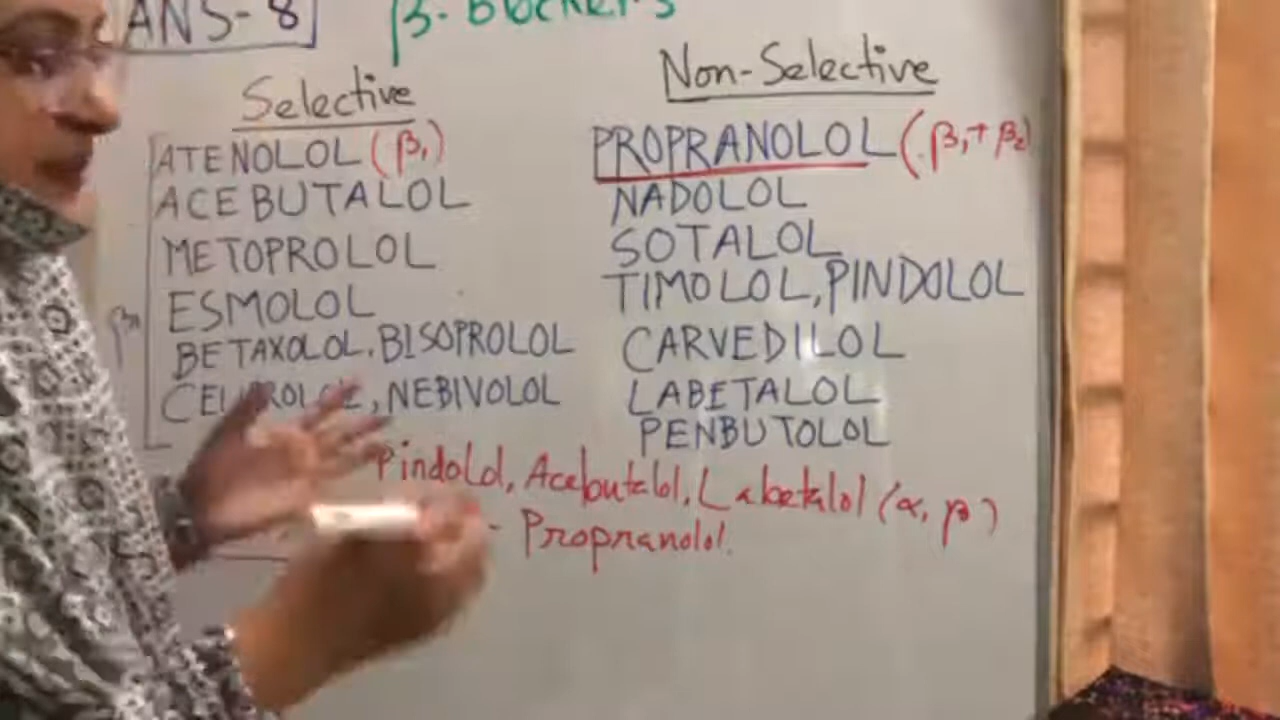 ANS-8
β-Blockers
Selective
ATENOLOL (β₁)
ACEBUTALOL
METOPROLOL
ESMOLOL
BETAXOLOL, BISOPROLOL
NEBIVOLOL
Non-Selective
PROPRANOLOL (β₁+ β₂)
NADOLOL
SOTALOL
TIMOLOL, PINDOLOL
CARVEDILOL
LABETALOL
PENBUTOLOL
Pindolol, Acebutalol, Labetalol (α, β)
- Propranolol.